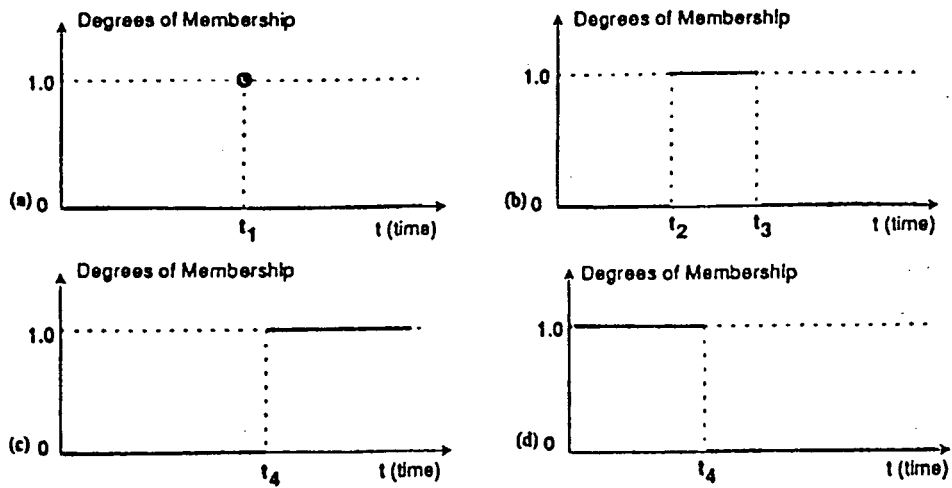 Degrees of Membership
1.0
(a) 0
t1
t (time)
Degrees of Membership
1.0
(b) 0
t2
t3
t (time)
Degrees of Membership
1.0
(c) 0
t4
t (time)
Degrees of Membership
1.0
(d) 0
t4
t (time)